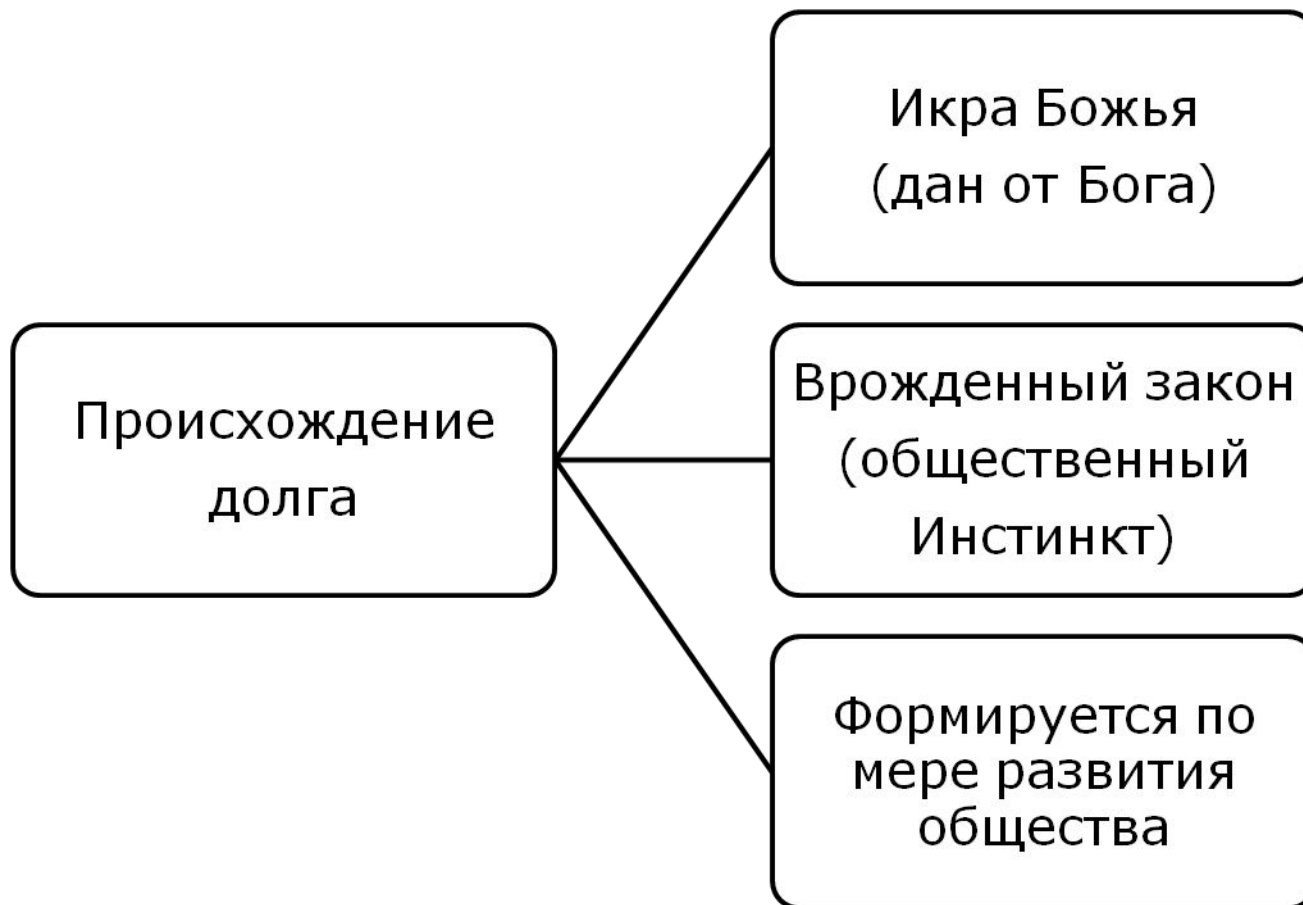 Икра Божья
(дан от Бога)
Происхождение
долга
Врожденный закон
(общественный
Инстинкт)
Формируется по
мере развития
общества